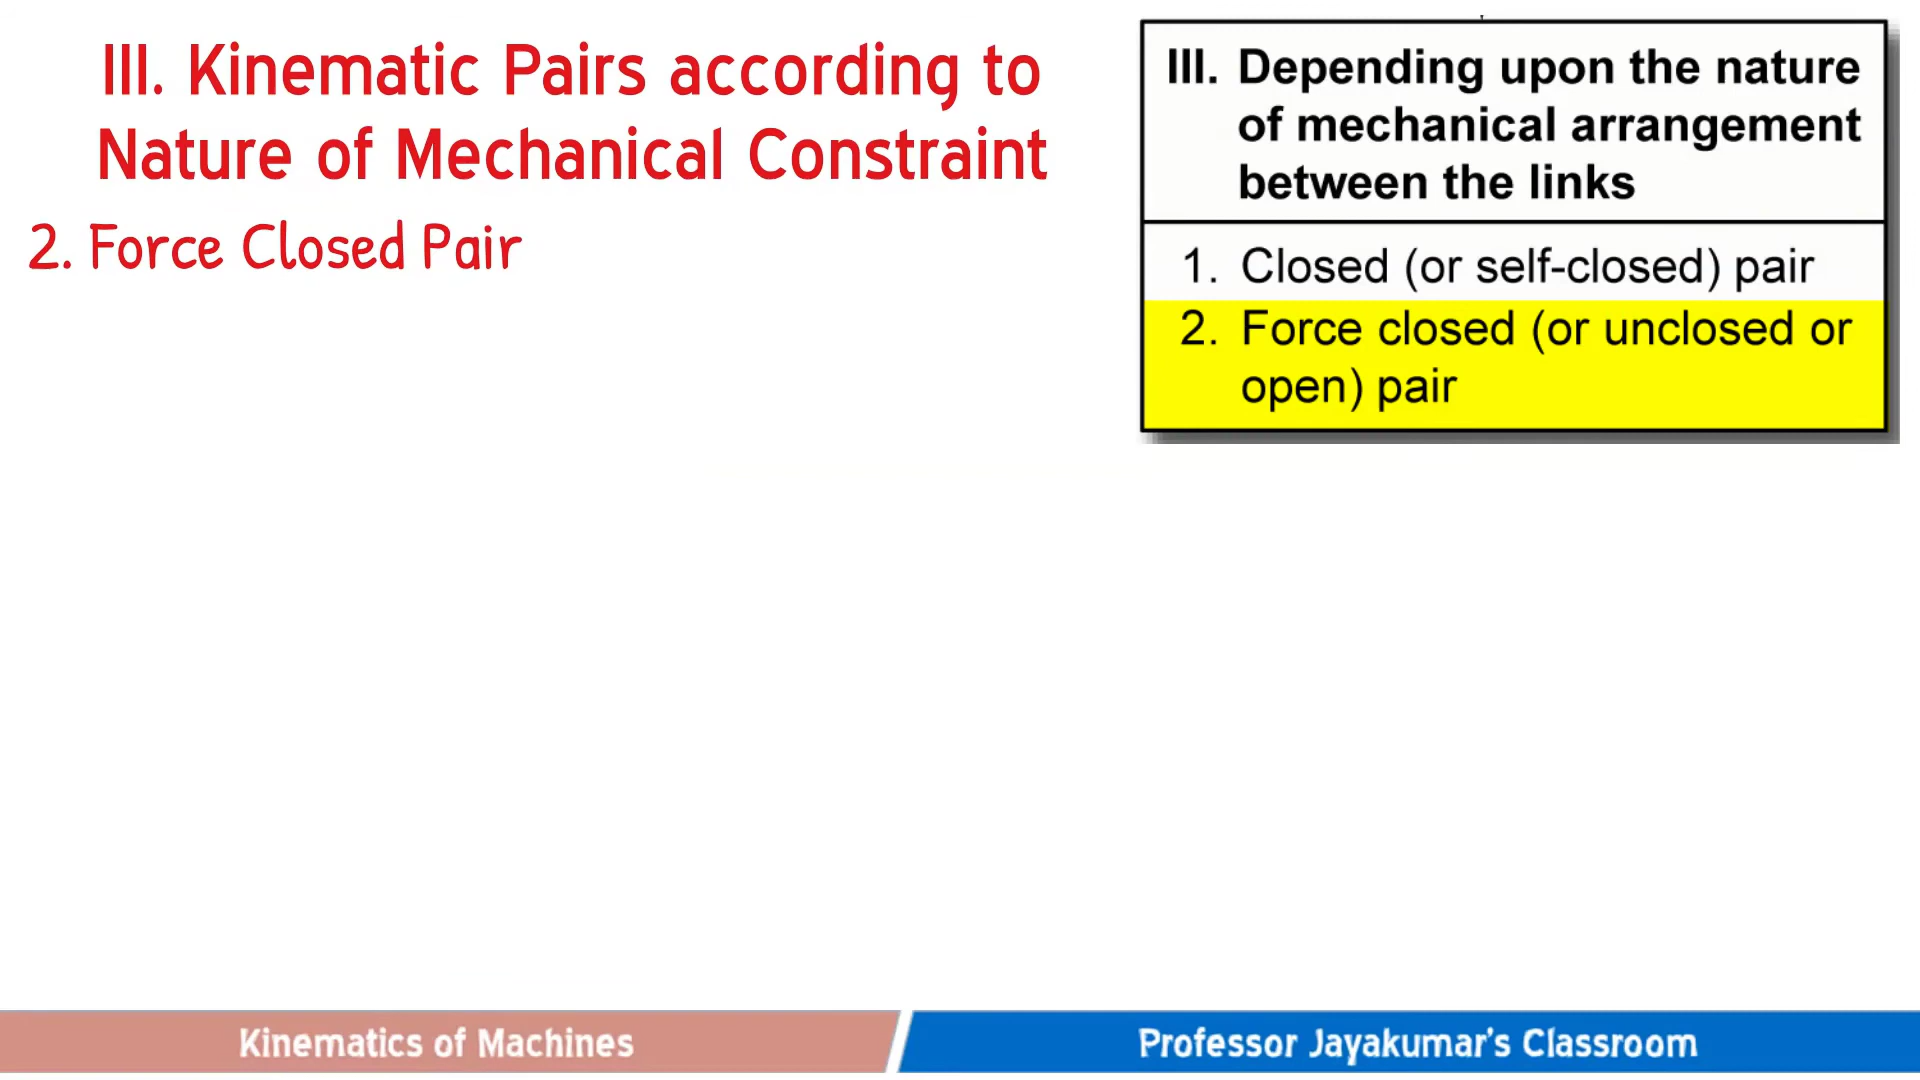 III. Kinematic Pairs according to
Nature of Mechanical Constraint
2. Force Closed Pair
III. Depending upon the nature
of mechanical arrangement
between the links
1. Closed (or self-closed) pair
2. Force closed (or unclosed or
open) pair
Kinematics of Machines
Professor Jayakumar's Classroom